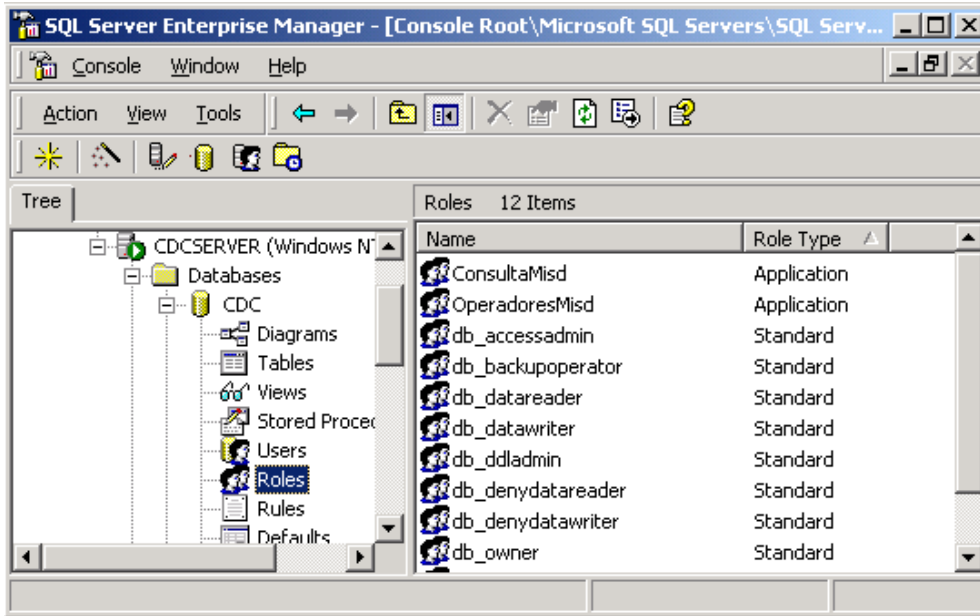 SQL Server Enterprise Manager - [Console Root\Microsoft SQL Servers\SQL Serv...
Console Window Help
Action View Tools
Tree
Roles 12 Items
CDCSERVER (Windows NT
Databases
CDC
Diagrams
Tables
Views
Stored Proced
Users
Roles
Rules
Defaults
Name Role Type
ConsultaMisd Application
OperadoresMisd Application
db_accessadmin Standard
db_backupoperator Standard
db_datareader Standard
db_datawriter Standard
db_ddladmin Standard
db_denydatareader Standard
db_denydatawriter Standard
db_owner Standard